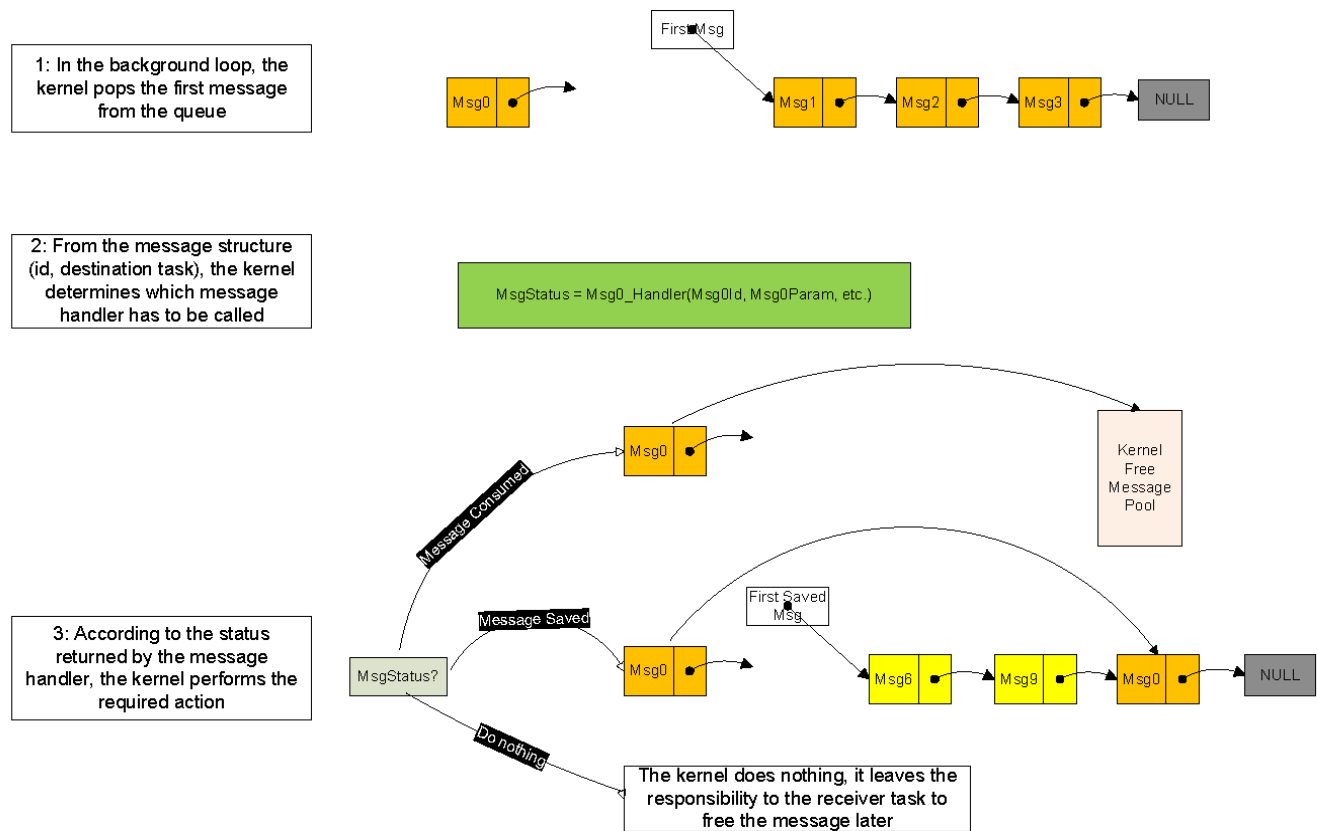 First Msg
1: In the background loop, the
kernel pops the first message
from the queue
Msg0
Msg1
Msg2
Msg3
NULL
2: From the message structure
(id, destination task), the kernel
determines which message
handler has to be called
MsgStatus = Msg0_Handler(Msg0Id, Msg0Param, etc.)
Msg0
Kernel
Free
Message
Pool
Message Consumed
First Saved
Msg
Message Saved
3: According to the status
returned by the message
handler, the kernel performs the
required action
MsgStatus?
Msg0
Msg6
Msg9
Msg0
NULL
Do nothing
The kernel does nothing, it leaves the
responsibility to the receiver task to
free the message later